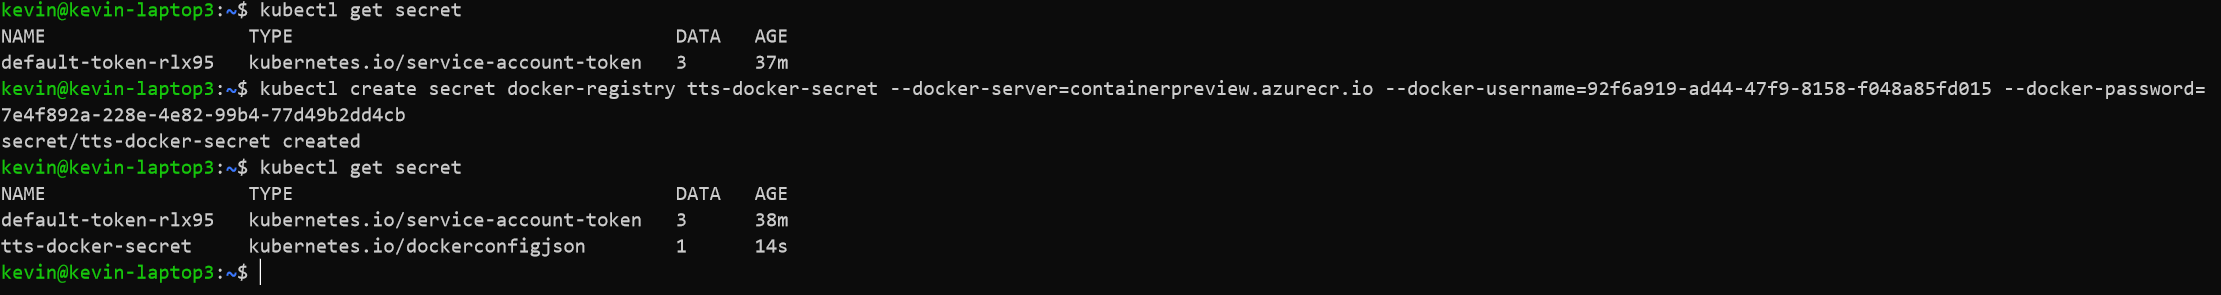 kevin@kevin-laptop3:~$ kubectl get secret
NAME                  TYPE                                  DATA   AGE
default-token-rlx95   kubernetes.io/service-account-token   3      37m
kevin@kevin-laptop3:~$ kubectl create secret docker-registry tts-docker-secret --docker-server=containerpreview.azurecr.io --docker-username=92f6a919-ad44-47f9-8158-f048a85fd015 --docker-password=
7e4f892a-228e-4e82-99b4-77d49b2dd4cb
secret/tts-docker-secret created
kevin@kevin-laptop3:~$ kubectl get secret
NAME                  TYPE                                  DATA   AGE
default-token-rlx95   kubernetes.io/service-account-token   3      38m
tts-docker-secret     kubernetes.io/dockerconfigjson        1      14s
kevin@kevin-laptop3:~$